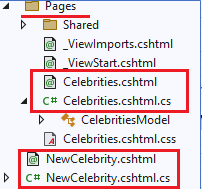 Pages
Shared
_ViewImports.cshtml
_ViewStart.cshtml
Celebrities.cshtml
C# Celebrities.cshtml.cs
CelebritiesModel
Celebrities.cshtml.css
NewCelebrity.cshtml
C# NewCelebrity.cshtml.cs